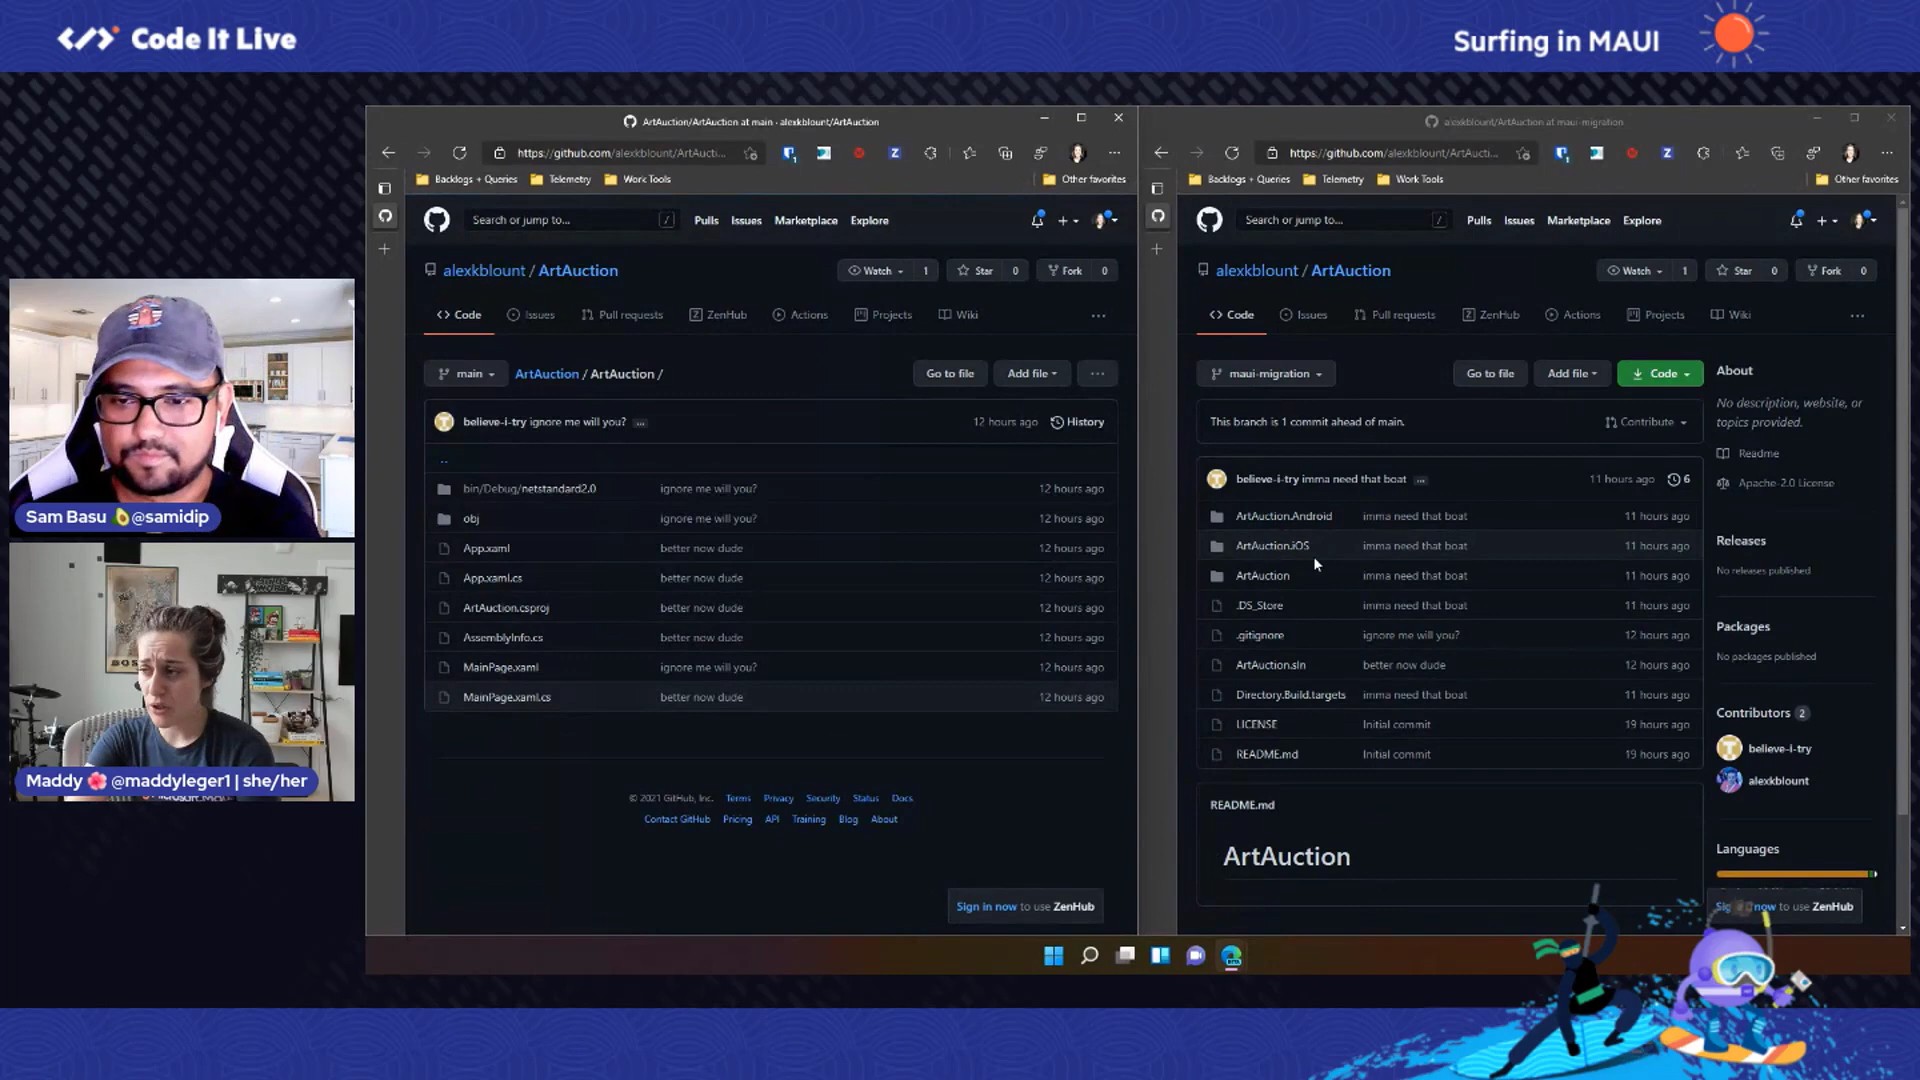 Code It Live
Surfing in MAUI
ArtAuction/ArtAuction at main · alexkblount/ArtAuction
https://github.com/alexkblount/ArtAucti...
Backlogs + Queries Telemetry Work Tools Other favorites
Search or jump to... / Pulls Issues Marketplace Explore
alexkblount / ArtAuction Watch 1 Star 0 Fork 0
Code Issues Pull requests ZenHub Actions Projects Wiki ...
main ArtAuction / ArtAuction / Go to file Add file ...
believe-i-try ignore me will you? ... 12 hours ago History
..
bin/Debug/netstandard2.0 ignore me will you? 12 hours ago
obj ignore me will you? 12 hours ago
App.xaml better now dude 12 hours ago
App.xaml.cs better now dude 12 hours ago
ArtAuction.csproj better now dude 12 hours ago
AssemblyInfo.cs better now dude 12 hours ago
MainPage.xaml ignore me will you? 12 hours ago
MainPage.xaml.cs better now dude 12 hours ago
© 2021 GitHub, Inc. Terms Privacy Security Status Docs
Contact GitHub Pricing API Training Blog About
Sign in now to use ZenHub
alexkblount/ArtAuction at maui-migration
https://github.com/alexkblount/ArtAucti...
Backlogs + Queries Telemetry Work Tools Other favorites
Search or jump to... / Pulls Issues Marketplace Explore
alexkblount / ArtAuction Watch 1 Star 0 Fork 0
Code Issues Pull requests ZenHub Actions Projects Wiki ...
maui-migration Go to file Add file Code
This branch is 1 commit ahead of main. Contribute
believe-i-try imma need that boat ... 11 hours ago 6
ArtAuction.Android imma need that boat 11 hours ago
ArtAuction.iOS imma need that boat 11 hours ago
ArtAuction imma need that boat 11 hours ago
.DS_Store imma need that boat 11 hours ago
.gitignore ignore me will you? 12 hours ago
ArtAuction.sln better now dude 12 hours ago
Directory.Build.targets imma need that boat 11 hours ago
LICENSE Initial commit 19 hours ago
README.md Initial commit 19 hours ago
README.md
ArtAuction
About
No description, website, or
topics provided.
Readme
Apache-2.0 License
Releases
No releases published
Packages
No packages published
Contributors 2
believe-i-try
alexkblount
Languages
now to use ZenHub
Sam Basu 🥑@samidip
Maddy 🌺 @maddyleger1 | she/her